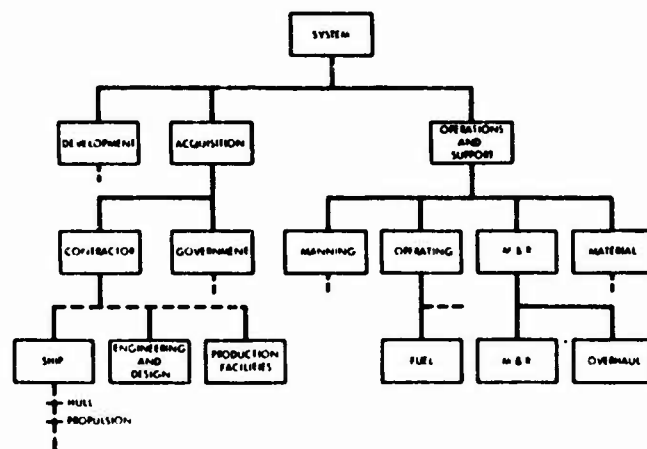 SYSTEM
DEVELOPMENT
ACQUISITION
OPERATIONS
AND
SUPPORT
CONTRACTOR
GOVERNMENT
MANNING
OPERATING
M & R
MATERIAL
SHIP
ENGINEERING
AND
DESIGN
PRODUCTION
FACILITIES
FUEL
M & R
OVERHAUL
HULL
PROPULSION